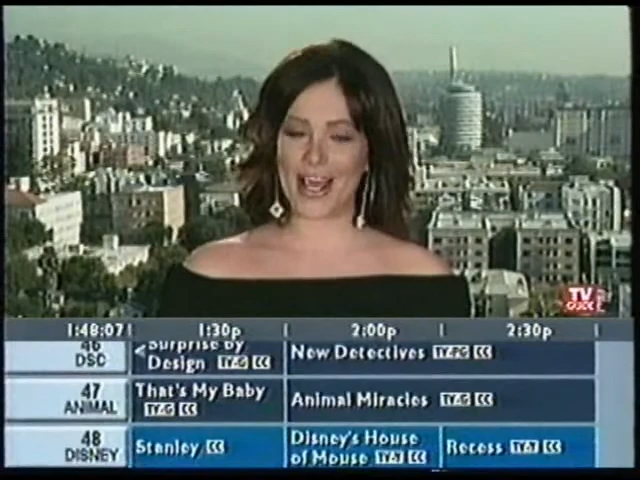 TV
GUIDE
1:48:07 1:30p 2:00p 2:30p
46
DSC
<Surprise by
Design TV-G CC
New Detectives TV-PG CC
47
ANIMAL
That's My Baby
TV-G CC
Animal Miracles TV-G CC
48
DISNEY
Stanley CC
Disney's House
of Mouse TV-Y CC
Recess TV-Y CC